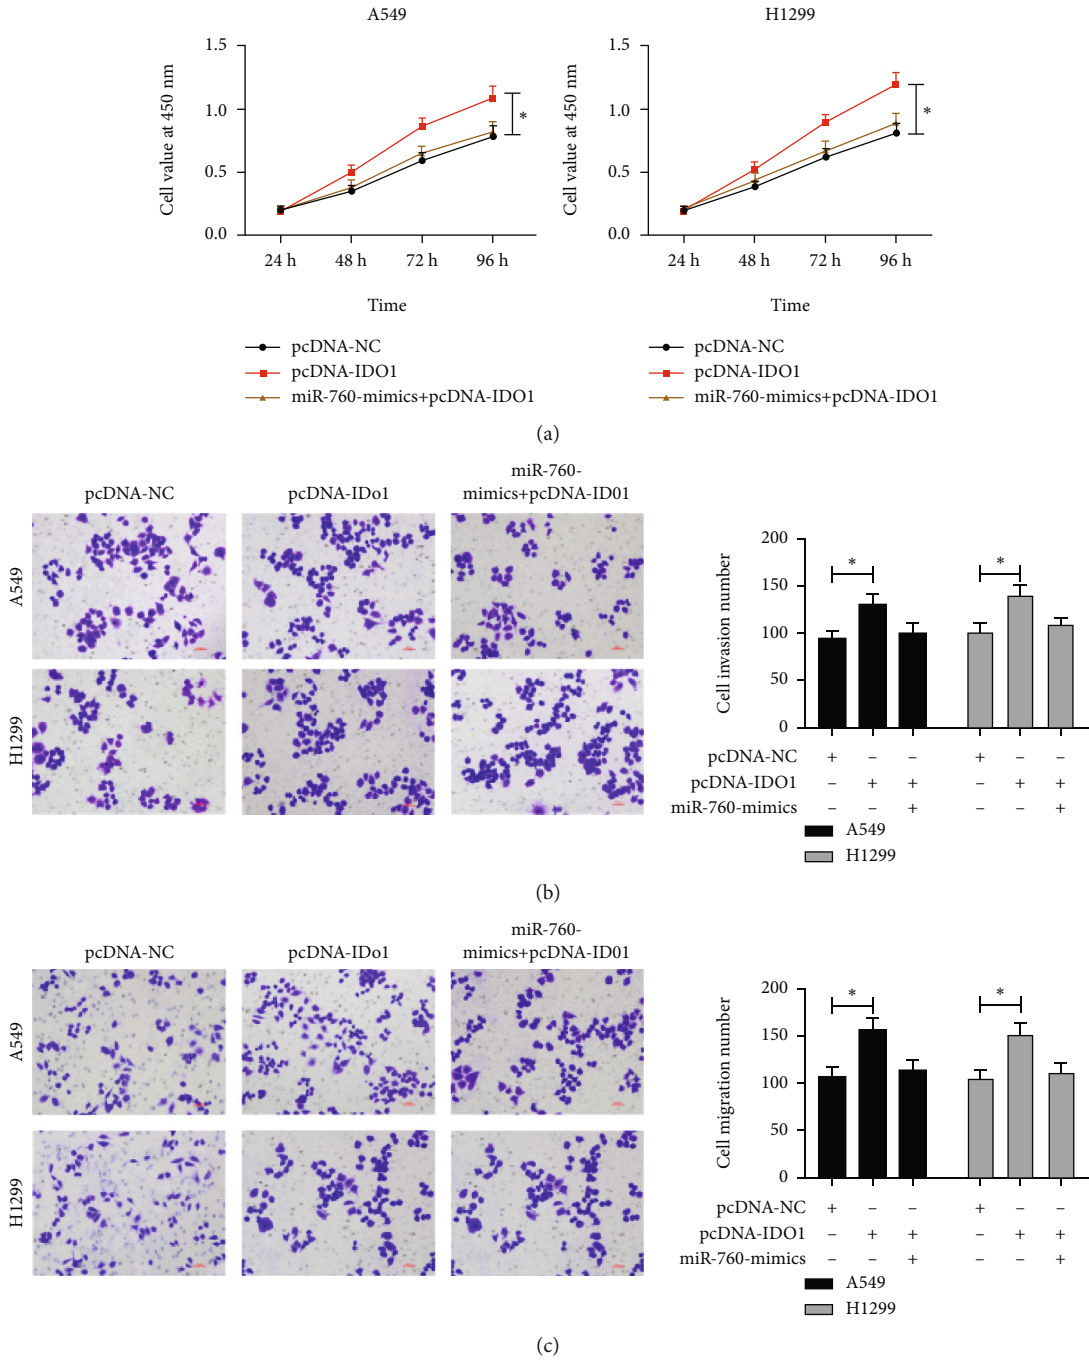 A549
H1299
Cell value at 450 nm
1.5
1.0
0.5
0.0
24 h
48 h
72 h
96 h
Time
*
pcDNA-NC
pcDNA-IDO1
miR-760-mimics+pcDNA-IDO1
Cell value at 450 nm
1.5
1.0
0.5
0.0
24 h
48 h
72 h
96 h
Time
*
pcDNA-NC
pcDNA-IDO1
miR-760-mimics+pcDNA-IDO1
(a)
pcDNA-NC
pcDNA-IDo1
miR-760-
mimics+pcDNA-ID01
A549
H1299
Cell invasion number
200
150
100
50
0
*
*
pcDNA-NC + – – + – –
pcDNA-IDO1 – + + – + +
miR-760-mimics – – + – – +
A549
H1299
(b)
pcDNA-NC
pcDNA-IDo1
miR-760-
mimics+pcDNA-ID01
A549
H1299
Cell migration number
200
150
100
50
0
*
*
pcDNA-NC + – – + – –
pcDNA-IDO1 – + + – + +
miR-760-mimics – – + – – +
A549
H1299
(c)